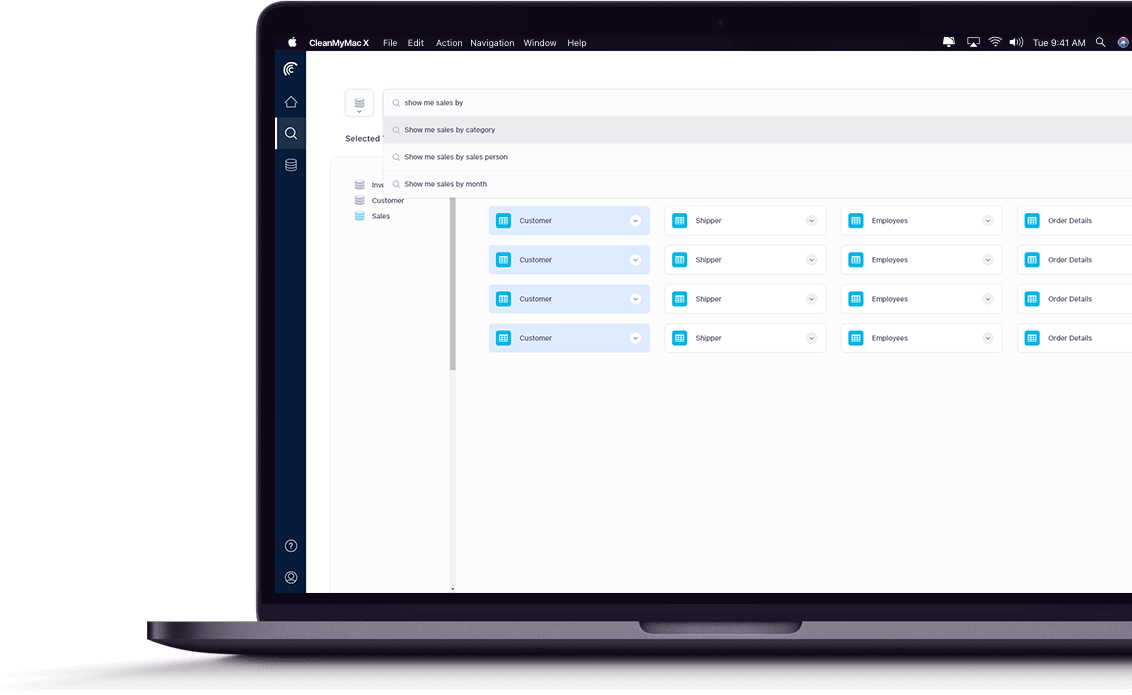 CleanMyMac X File Edit Action Navigation Window Help Tue 9:41 AM
show me sales by
Show me sales by category
Selected
Show me sales by sales person
Show me sales by month
Customer
Sales
Customer Shipper Employees Order Details
Customer Shipper Employees Order Details
Customer Shipper Employees Order Details
Customer Shipper Employees Order Details
?